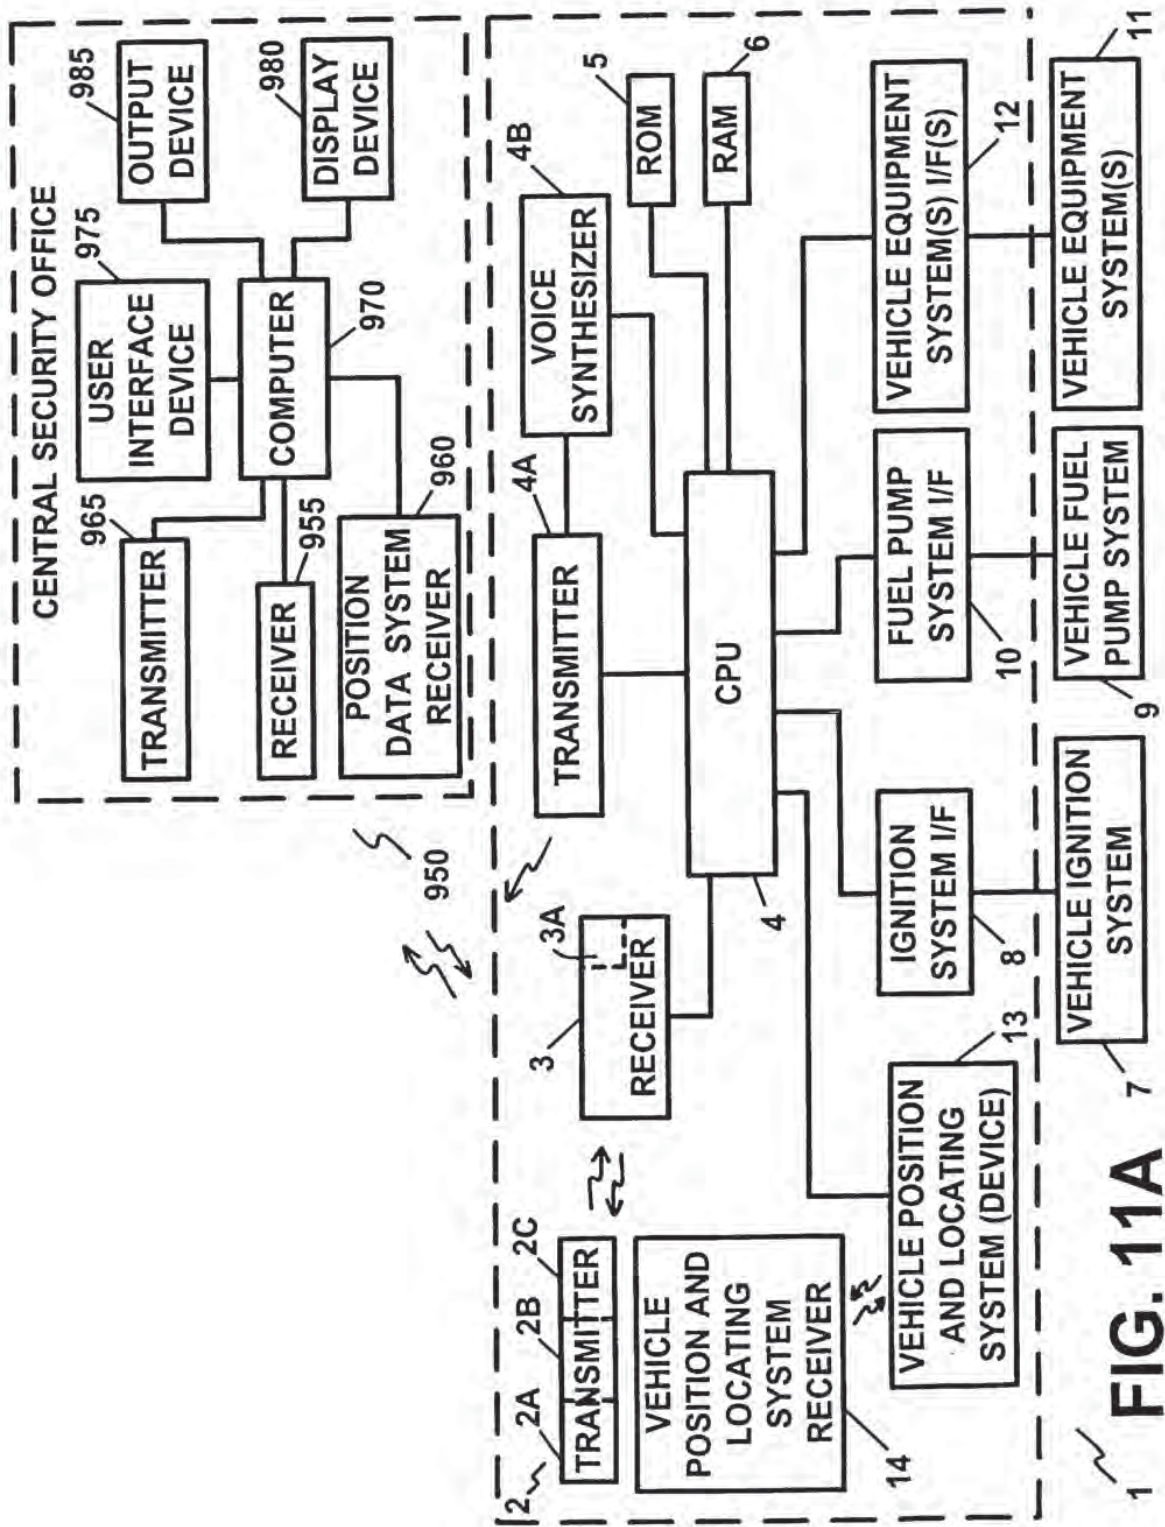 CENTRAL SECURITY OFFICE
965
TRANSMITTER
975
USER
INTERFACE
DEVICE
985
OUTPUT
DEVICE
955
RECEIVER
COMPUTER
970
980
DISPLAY
DEVICE
960
POSITION
DATA SYSTEM
RECEIVER
950
2
2A
2B
2C
TRANSMITTER
3
3A
RECEIVER
4A
TRANSMITTER
4B
VOICE
SYNTHESIZER
5
ROM
6
RAM
VEHICLE
POSITION AND
LOCATING
SYSTEM
RECEIVER
14
4
CPU
13
VEHICLE POSITION
AND LOCATING
SYSTEM (DEVICE)
IGNITION
SYSTEM I/F
8
FUEL PUMP
SYSTEM I/F
10
VEHICLE EQUIPMENT
SYSTEM(S) I/F(S)
12
7
VEHICLE IGNITION
SYSTEM
9
VEHICLE FUEL
PUMP SYSTEM
11
VEHICLE EQUIPMENT
SYSTEM(S)
1
FIG. 11A